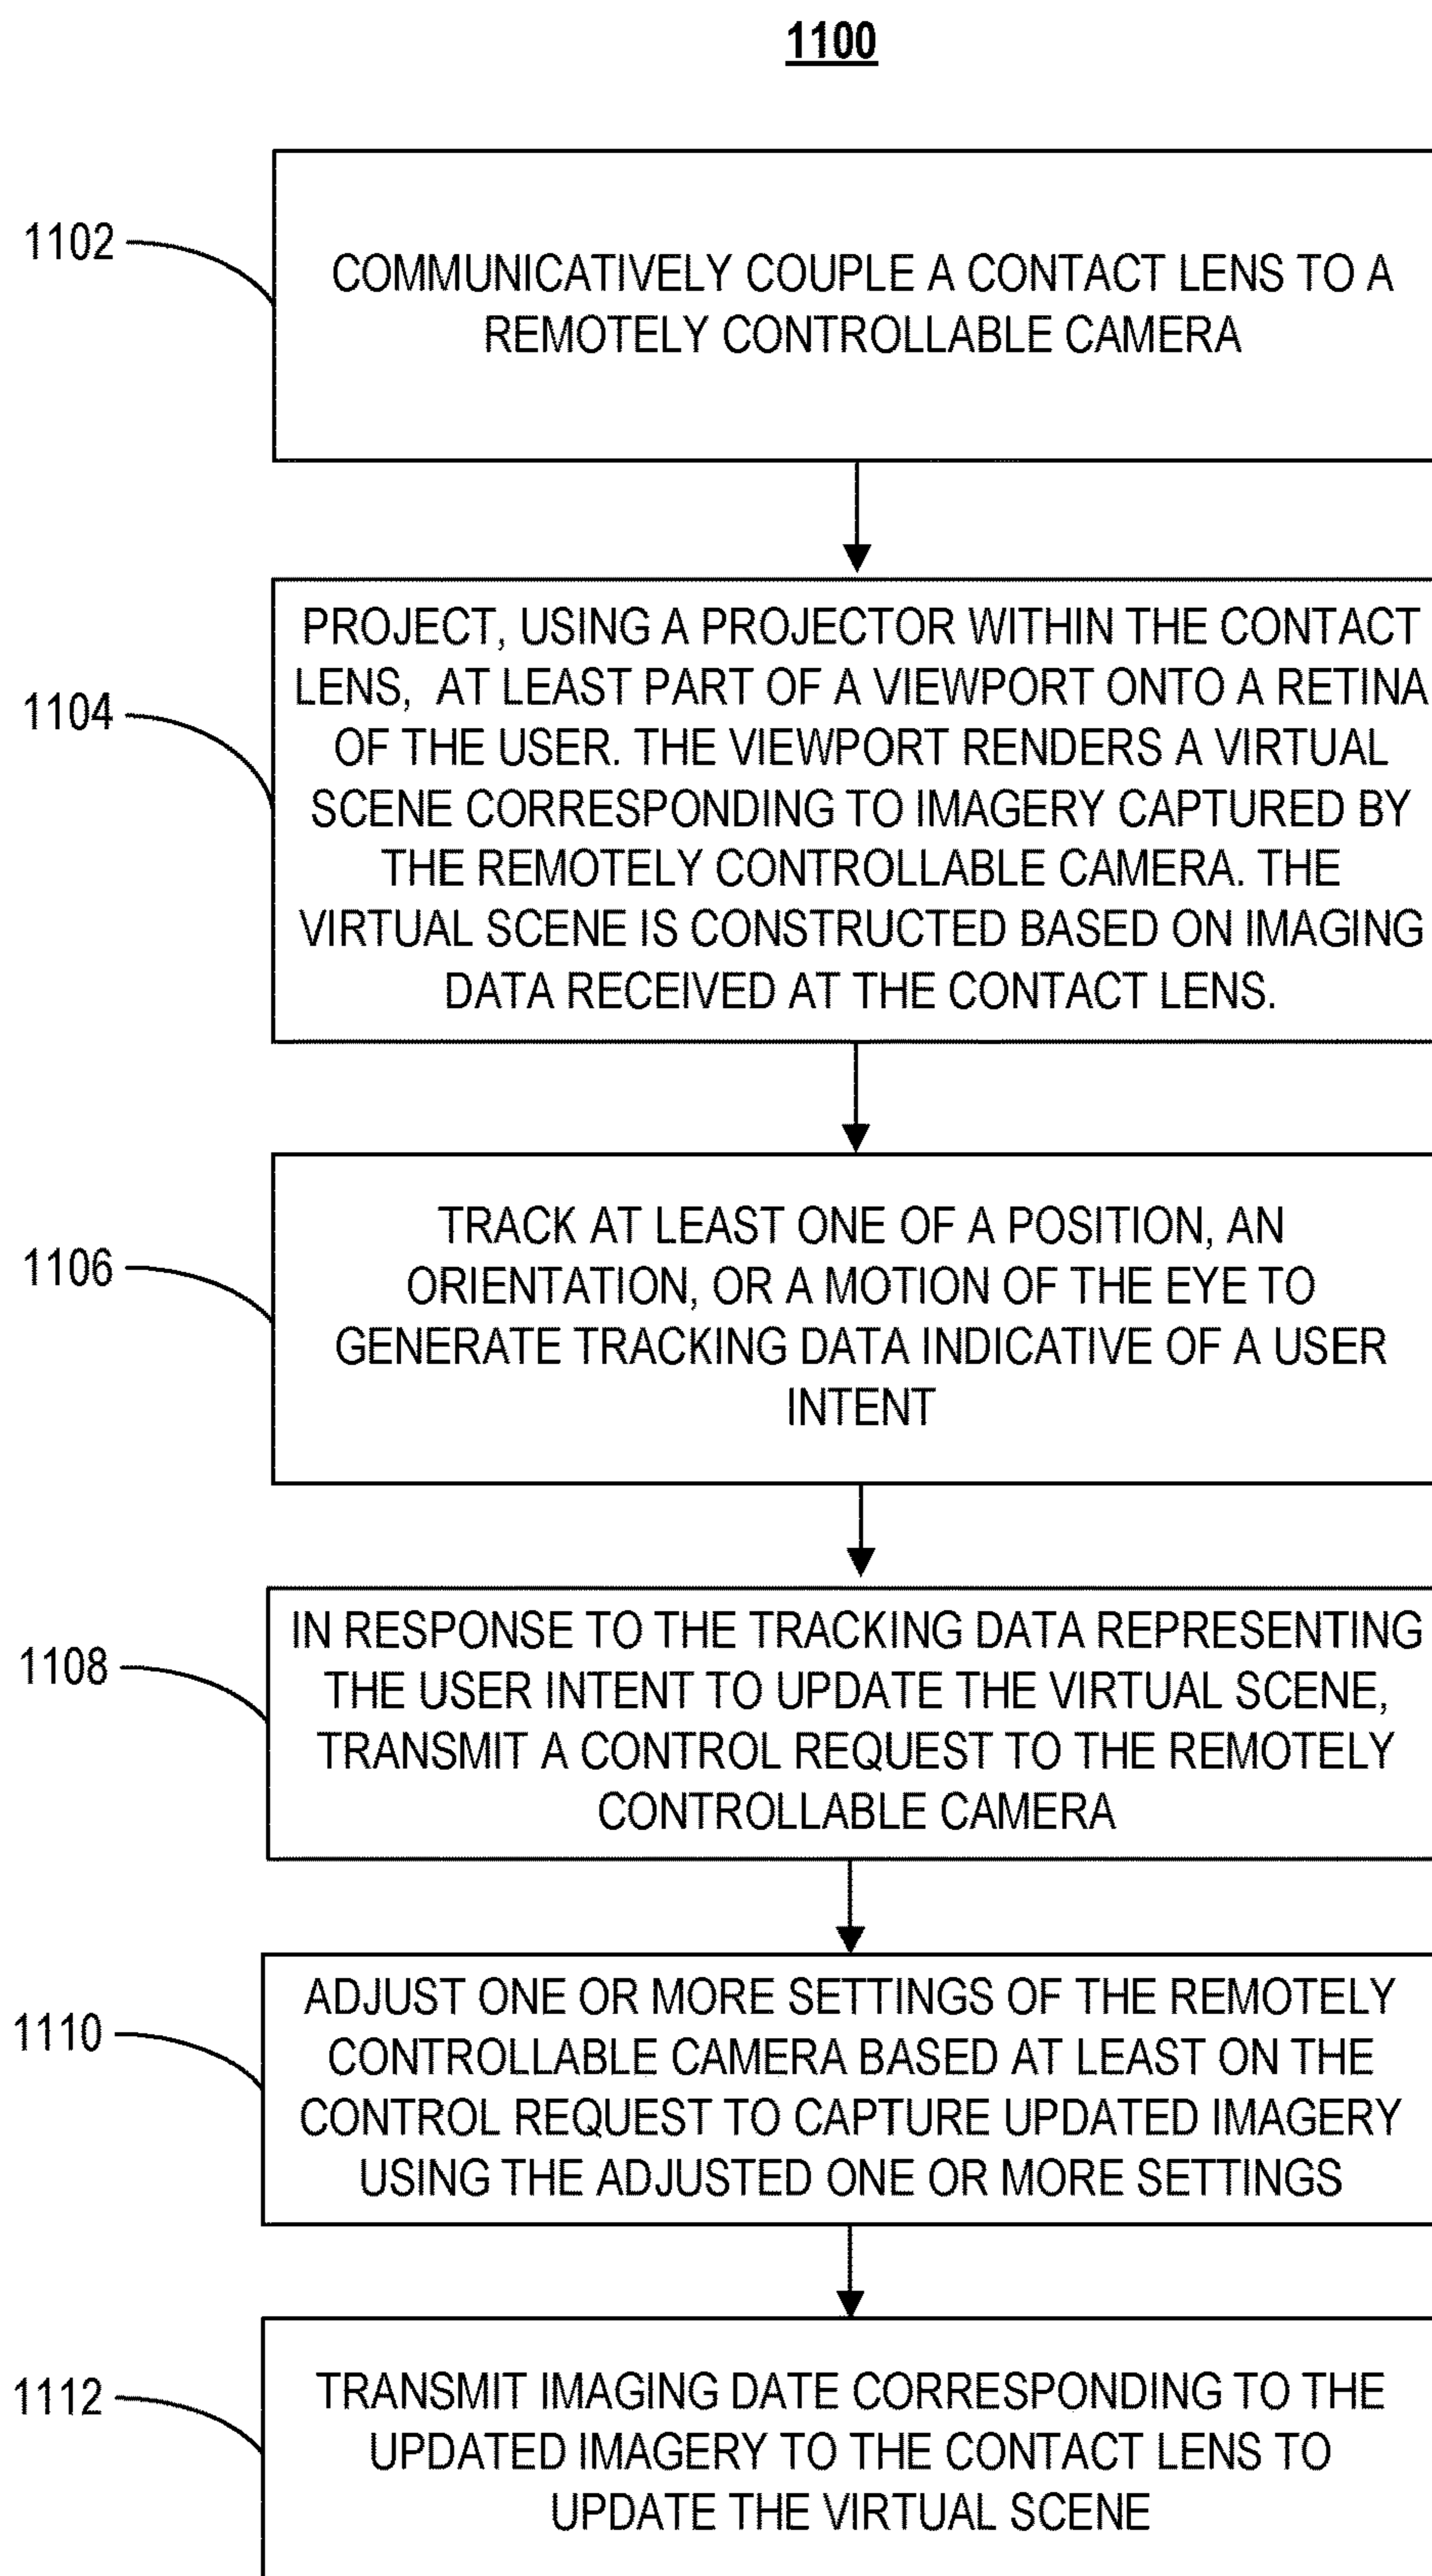 1100
1102
COMMUNICATIVELY COUPLE A CONTACT LENS TO A
REMOTELY CONTROLLABLE CAMERA
1104
PROJECT, USING A PROJECTOR WITHIN THE CONTACT
LENS, AT LEAST PART OF A VIEWPORT ONTO A RETINA
OF THE USER. THE VIEWPORT RENDERS A VIRTUAL
SCENE CORRESPONDING TO IMAGERY CAPTURED BY
THE REMOTELY CONTROLLABLE CAMERA. THE
VIRTUAL SCENE IS CONSTRUCTED BASED ON IMAGING
DATA RECEIVED AT THE CONTACT LENS.
1106
TRACK AT LEAST ONE OF A POSITION, AN
ORIENTATION, OR A MOTION OF THE EYE TO
GENERATE TRACKING DATA INDICATIVE OF A USER
INTENT
1108
IN RESPONSE TO THE TRACKING DATA REPRESENTING
THE USER INTENT TO UPDATE THE VIRTUAL SCENE,
TRANSMIT A CONTROL REQUEST TO THE REMOTELY
CONTROLLABLE CAMERA
1110
ADJUST ONE OR MORE SETTINGS OF THE REMOTELY
CONTROLLABLE CAMERA BASED AT LEAST ON THE
CONTROL REQUEST TO CAPTURE UPDATED IMAGERY
USING THE ADJUSTED ONE OR MORE SETTINGS
1112
TRANSMIT IMAGING DATE CORRESPONDING TO THE
UPDATED IMAGERY TO THE CONTACT LENS TO
UPDATE THE VIRTUAL SCENE